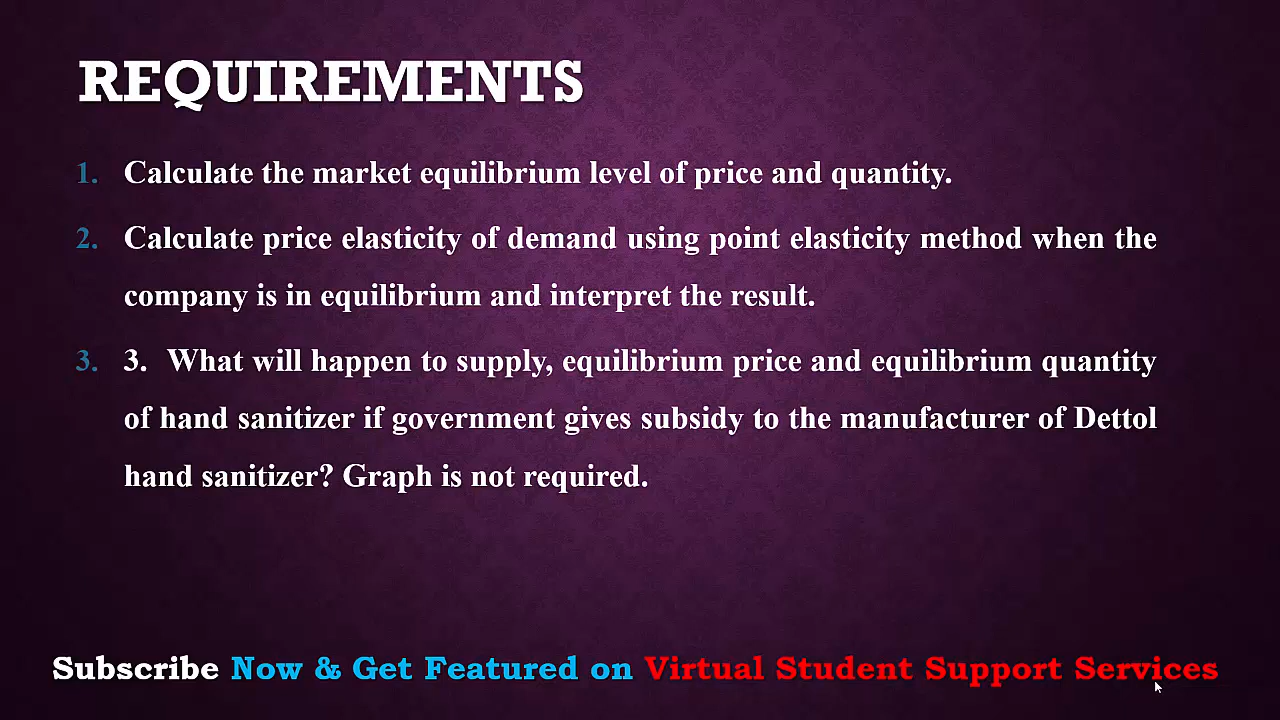 REQUIREMENTS
1. Calculate the market equilibrium level of price and quantity.
2. Calculate price elasticity of demand using point elasticity method when the
company is in equilibrium and interpret the result.
3. 3. What will happen to supply, equilibrium price and equilibrium quantity
of hand sanitizer if government gives subsidy to the manufacturer of Dettol
hand sanitizer? Graph is not required.
Subscribe Now & Get Featured on Virtual Student Support Services